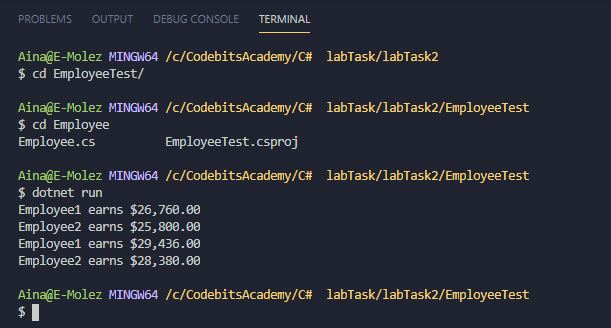 PROBLEMS OUTPUT DEBUG CONSOLE TERMINAL
Aina@E-Molez MINGW64 /c/CodebitsAcademy/C#  labTask/labTask2
$ cd EmployeeTest/
Aina@E-Molez MINGW64 /c/CodebitsAcademy/C#  labTask/labTask2/EmployeeTest
$ cd Employee
Employee.cs          EmployeeTest.csproj
Aina@E-Molez MINGW64 /c/CodebitsAcademy/C#  labTask/labTask2/EmployeeTest
$ dotnet run
Employee1 earns $26,760.00
Employee2 earns $25,800.00
Employee1 earns $29,436.00
Employee2 earns $28,380.00
Aina@E-Molez MINGW64 /c/CodebitsAcademy/C#  labTask/labTask2/EmployeeTest
$